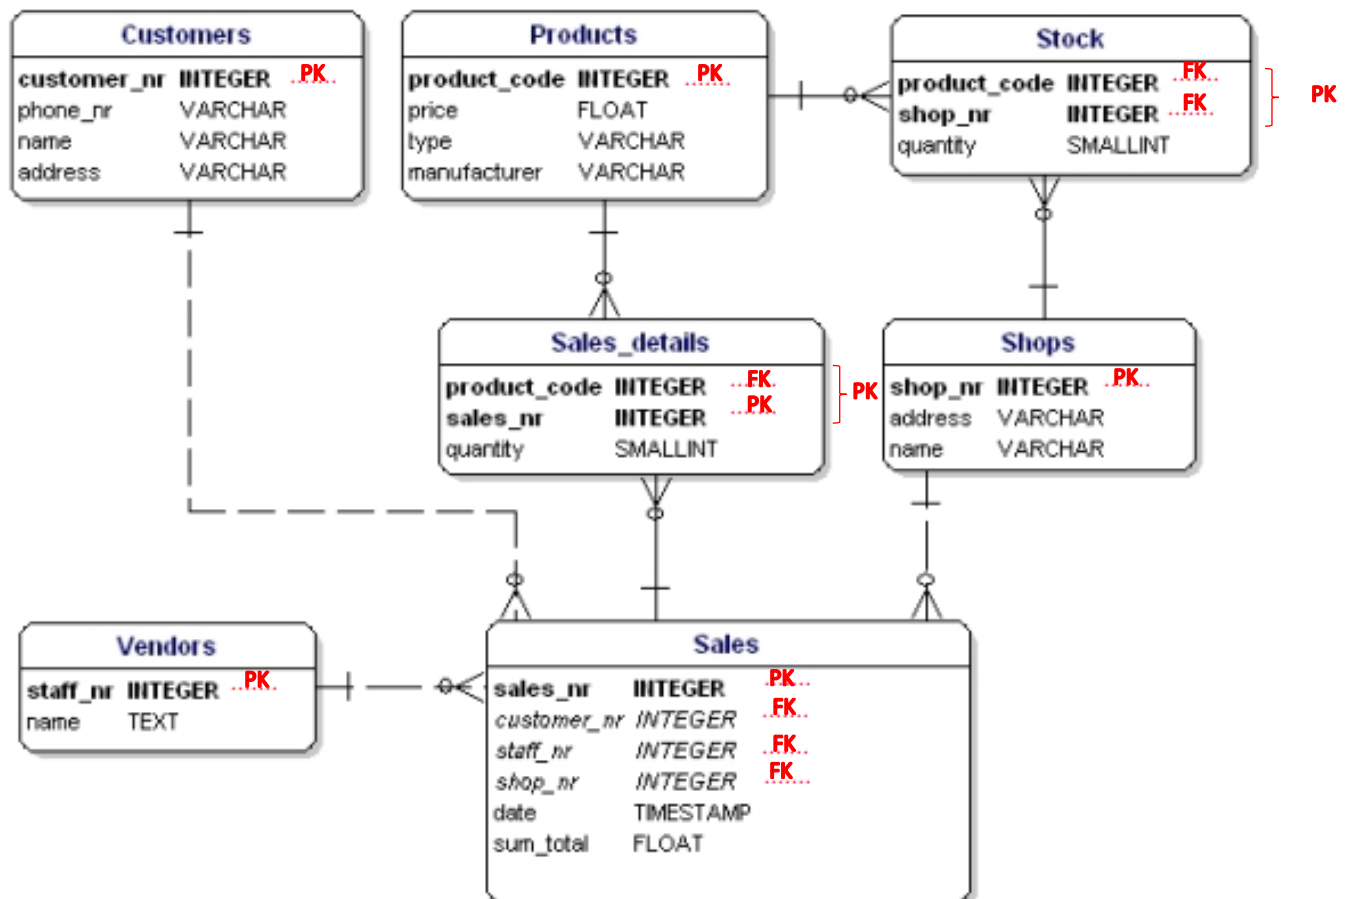 Customers
customer_nr INTEGER PK
phone_nr VARCHAR
name VARCHAR
address VARCHAR
Products
product_code INTEGER PK
price FLOAT
type VARCHAR
manufacturer VARCHAR
Stock
product_code INTEGER FK
shop_nr INTEGER FK
PK
quantity SMALLINT
Sales_details
product_code INTEGER FK
sales_nr INTEGER PK
PK
quantity SMALLINT
Shops
shop_nr INTEGER PK
address VARCHAR
name VARCHAR
Vendors
staff_nr INTEGER PK
name TEXT
Sales
sales_nr INTEGER PK
customer_nr INTEGER FK
staff_nr INTEGER FK
shop_nr INTEGER FK
date TIMESTAMP
sum_total FLOAT